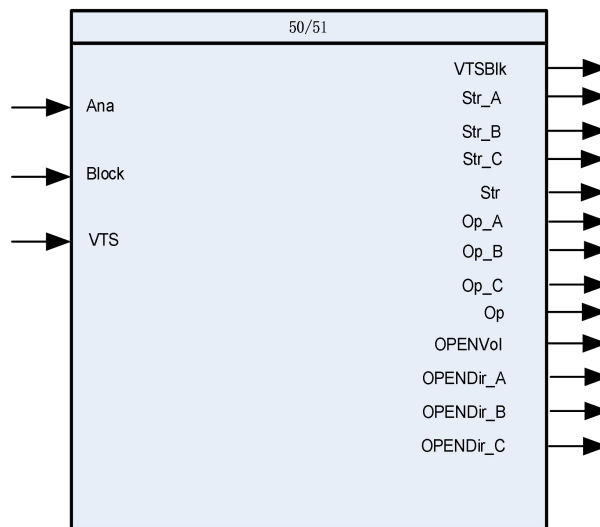 50/51
Ana
Block
VTS
VTSBlk
Str_A
Str_B
Str_C
Str
Op_A
Op_B
Op_C
Op
OPENVol
OPENDir_A
OPENDir_B
OPENDir_C